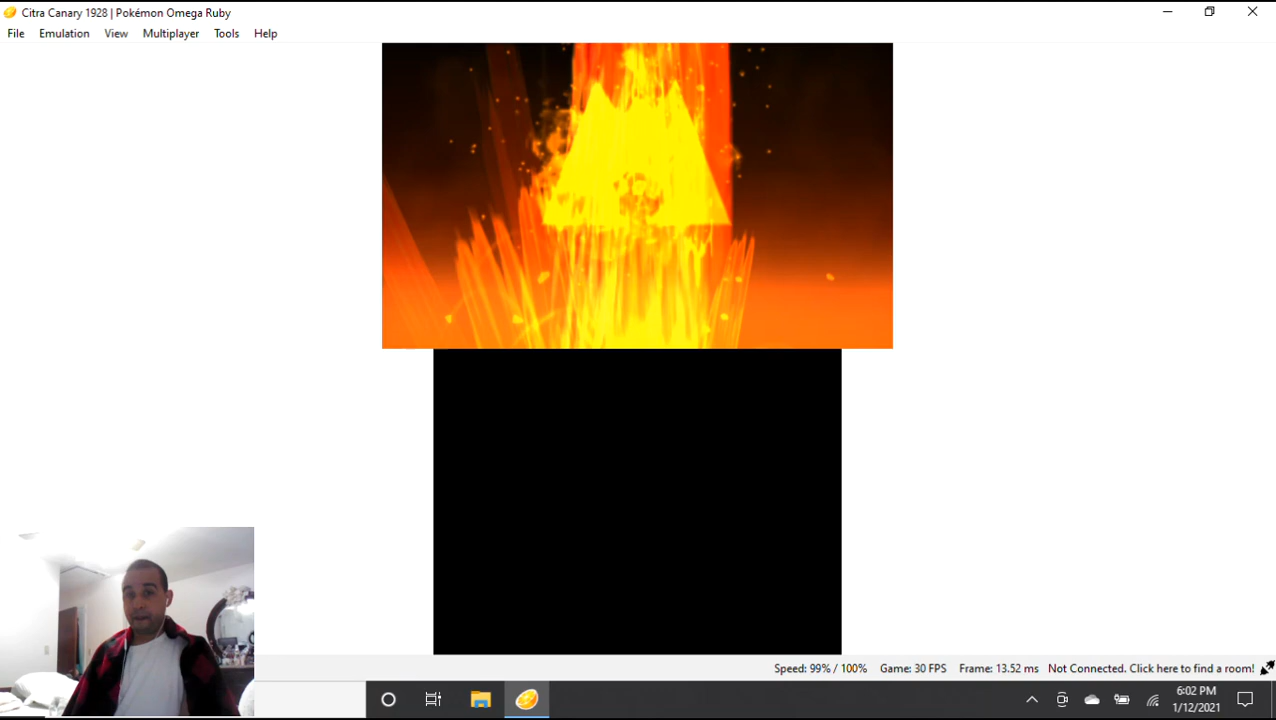 Citra Canary 1928 | Pokémon Omega Ruby
File Emulation View Multiplayer Tools Help
Speed: 99% / 100% Game: 30 FPS Frame: 13.52 ms Not Connected. Click here to find a room!
6:02 PM
1/12/2021